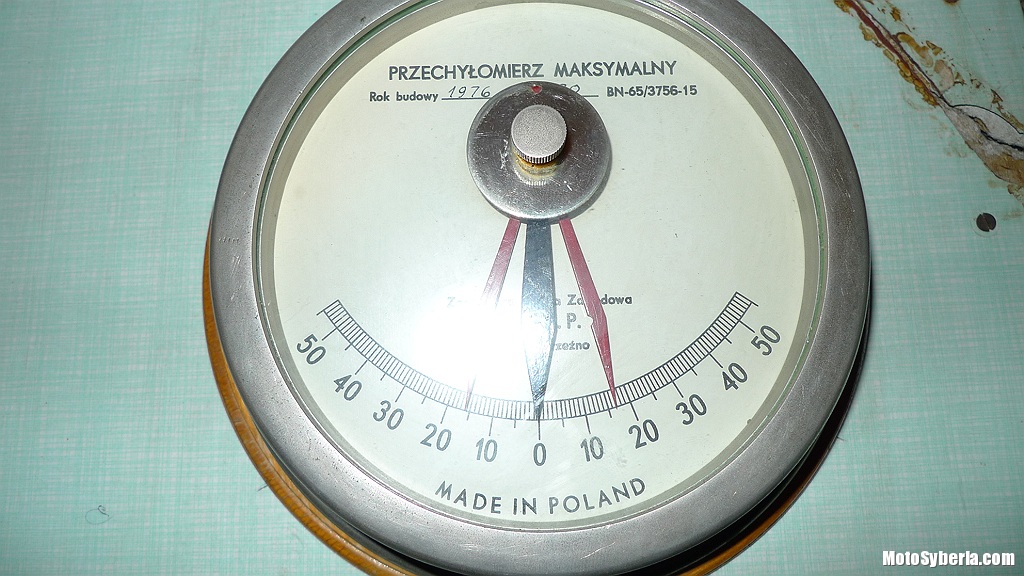 PRZECHYŁOMIERZ MAKSYMALNY
Rok budowy 1976 BN-65/3756-15
Zakładowa
P.
50 40 30 20 10 0 10 20 30 40 50
MADE IN POLAND
MotoSyberia.com